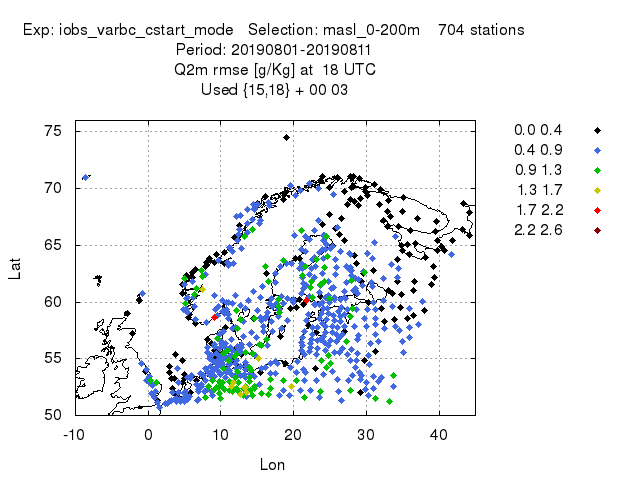 Exp: iobs_varbc_cstart_mode Selection: masl_0-200m 704 stations
Period: 20190801-20190811
Q2m rmse [g/Kg] at 18 UTC
Used {15,18} + 00 03
0.0 0.4
0.4 0.9
0.9 1.3
1.3 1.7
1.7 2.2
2.2 2.6
Lat
75
70
65
60
55
50
-10 0 10 20 30 40
Lon